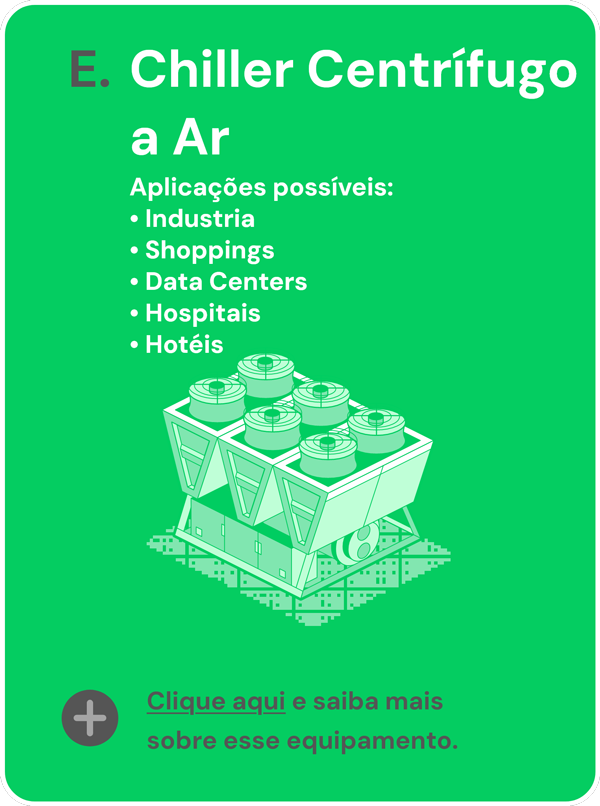 E. Chiller Centrífugo
a Ar
Aplicações possíveis:
• Industria
• Shoppings
• Data Centers
• Hospitais
• Hotéis
Clique aqui e saiba mais
sobre esse equipamento.